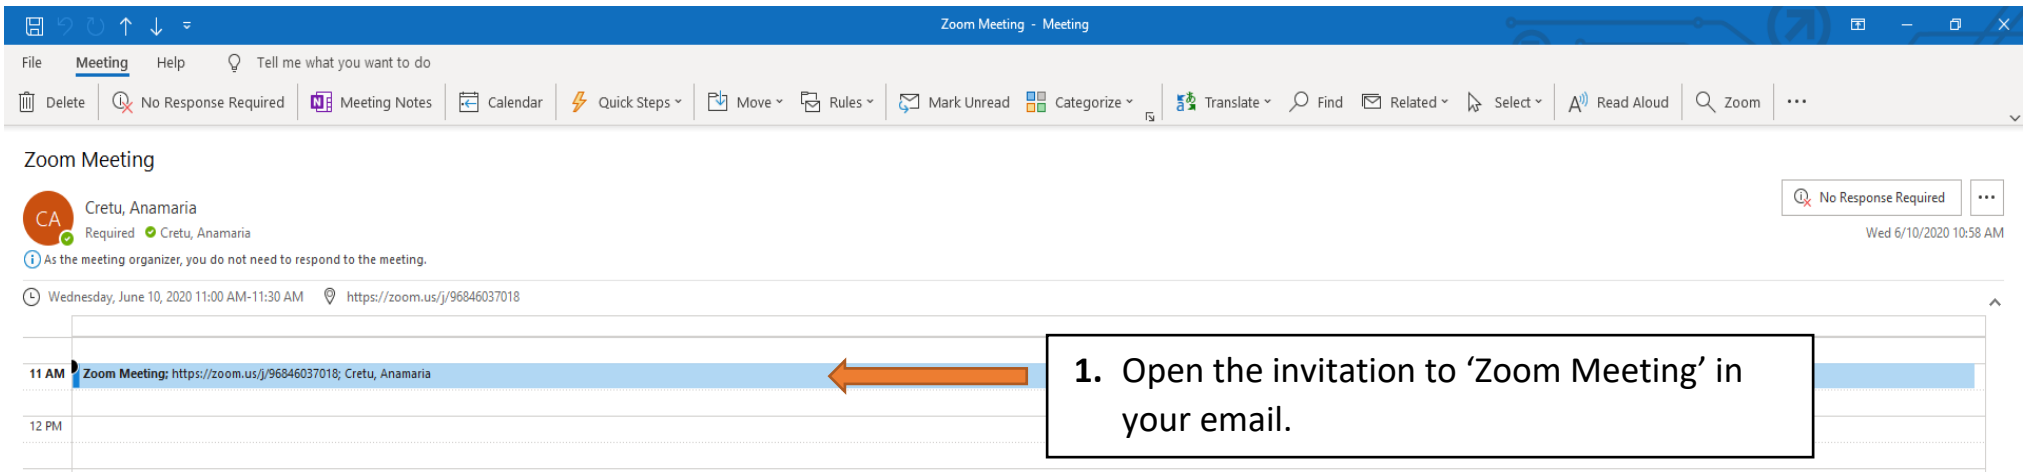 Zoom Meeting - Meeting
File Meeting Help Tell me what you want to do
Delete No Response Required Meeting Notes Calendar Quick Steps Move Rules Mark Unread Categorize Translate Find Related Select Read Aloud Zoom ...
Zoom Meeting
CA
Cretu, Anamaria
Required Cretu, Anamaria
No Response Required ...
Wed 6/10/2020 10:58 AM
As the meeting organizer, you do not need to respond to the meeting.
Wednesday, June 10, 2020 11:00 AM-11:30 AM https://zoom.us/j/96846037018
11 AM Zoom Meeting; https://zoom.us/j/96846037018; Cretu, Anamaria
12 PM
1. Open the invitation to ‘Zoom Meeting’ in
your email.